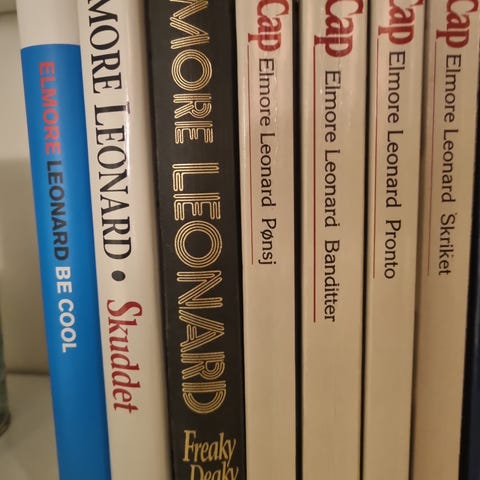 ELMORE LEONARD BE COOL
MORE LEONARD • Skuddet
MORE LEONARD
Freaky
Deaky
Cap Elmore Leonard Pønsj
Cap Elmore Leonard Banditter
Cap Elmore Leonard Pronto
Cap Elmore Leonard Skriket